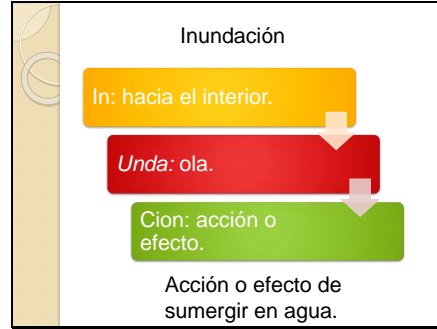 Inundación
In: hacia el interior.
Unda: ola.
Cion: acción o
efecto.
Acción o efecto de
sumergir en agua.